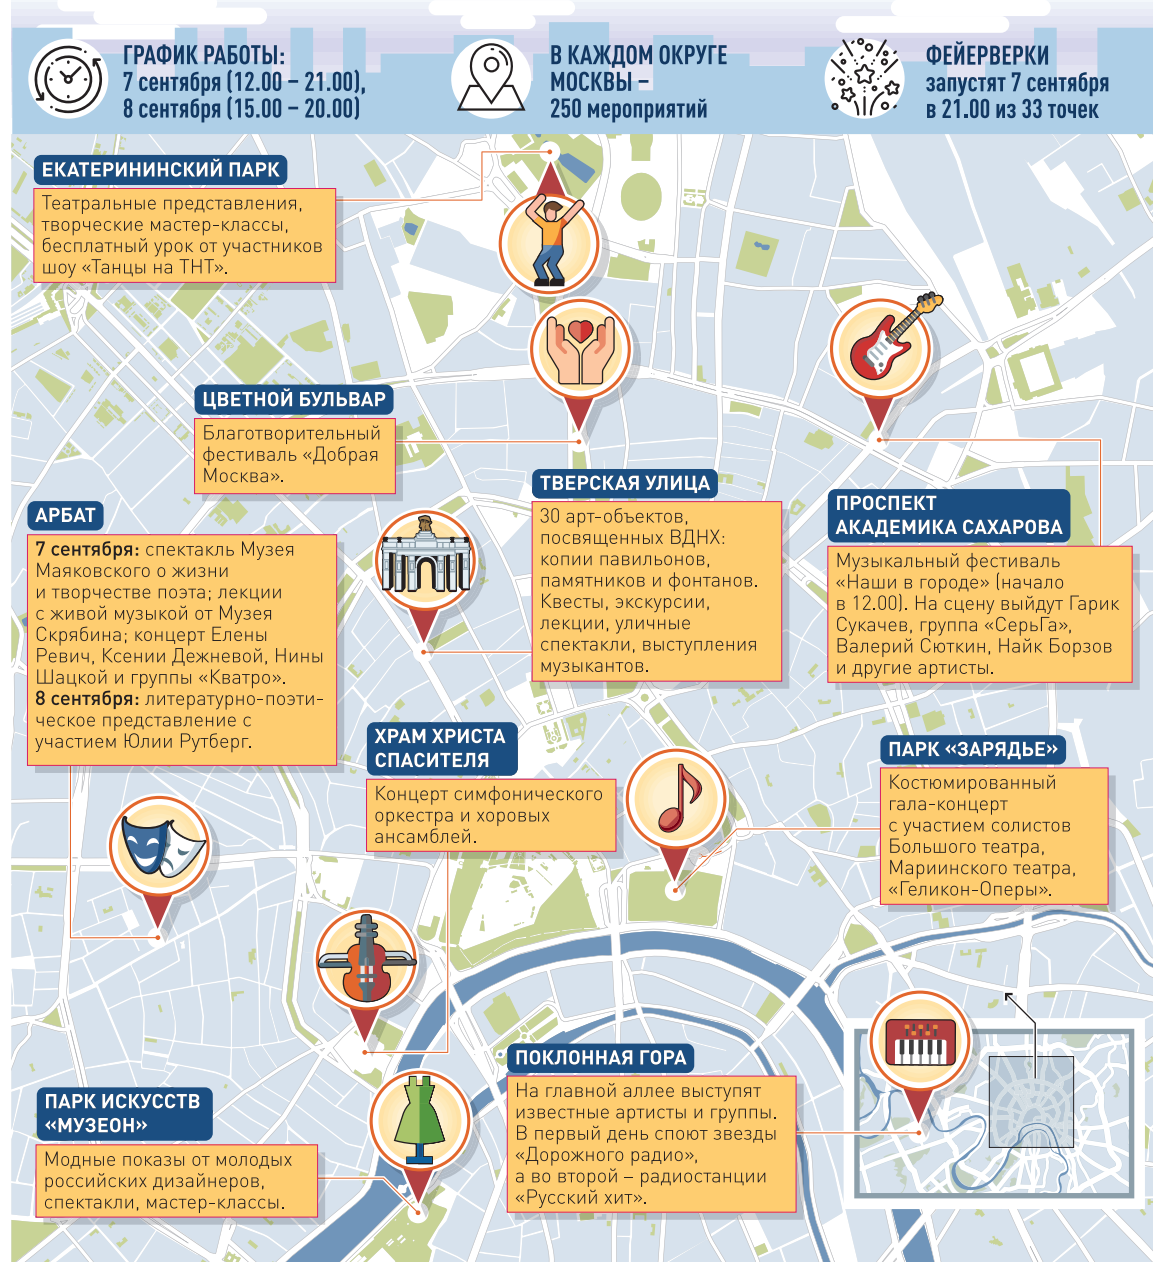 ГРАФИК РАБОТЫ:
7 сентября (12.00 – 21.00),
8 сентября (15.00 – 20.00)
В КАЖДОМ ОКРУГЕ
МОСКВЫ –
250 мероприятий
ФЕЙЕРВЕРКИ
запустят 7 сентября
в 21.00 из 33 точек
ЕКАТЕРИНИНСКИЙ ПАРК
Театральные представления,
творческие мастер-классы,
бесплатный урок от участников
шоу «Танцы на ТНТ».
ЦВЕТНОЙ БУЛЬВАР
Благотворительный
фестиваль «Добрая
Москва».
ТВЕРСКАЯ УЛИЦА
30 арт-объектов,
посвященных ВДНХ:
копии павильонов,
памятников и фонтанов.
Квесты, экскурсии,
лекции, уличные
спектакли, выступления
музыкантов.
ПРОСПЕКТ
АКАДЕМИКА САХАРОВА
Музыкальный фестиваль
«Наши в городе» (начало
в 12.00). На сцену выйдут Гарик
Сукачев, группа «СерьГа»,
Валерий Сюткин, Найк Борзов
и другие артисты.
АРБАТ
7 сентября: спектакль Музея
Маяковского о жизни
и творчестве поэта; лекции
с живой музыкой от Музея
Скрябина; концерт Елены
Ревич, Ксении Дежневой, Нины
Шацкой и группы «Кватро».
8 сентября: литературно-поэти-
ческое представление с
участием Юлии Рутберг.
ХРАМ ХРИСТА
СПАСИТЕЛЯ
Концерт симфонического
оркестра и хоровых
ансамблей.
ПАРК «ЗАРЯДЬЕ»
Костюмированный
гала-концерт
с участием солистов
Большого театра,
Мариинского театра,
«Геликон-Оперы».
ПОКЛОННАЯ ГОРА
На главной аллее выступят
известные артисты и группы.
В первый день споют звезды
«Дорожного радио»,
а во второй – радиостанции
«Русский хит».
ПАРК ИСКУССТВ
«МУЗЕОН»
Модные показы от молодых
российских дизайнеров,
спектакли, мастер-классы.